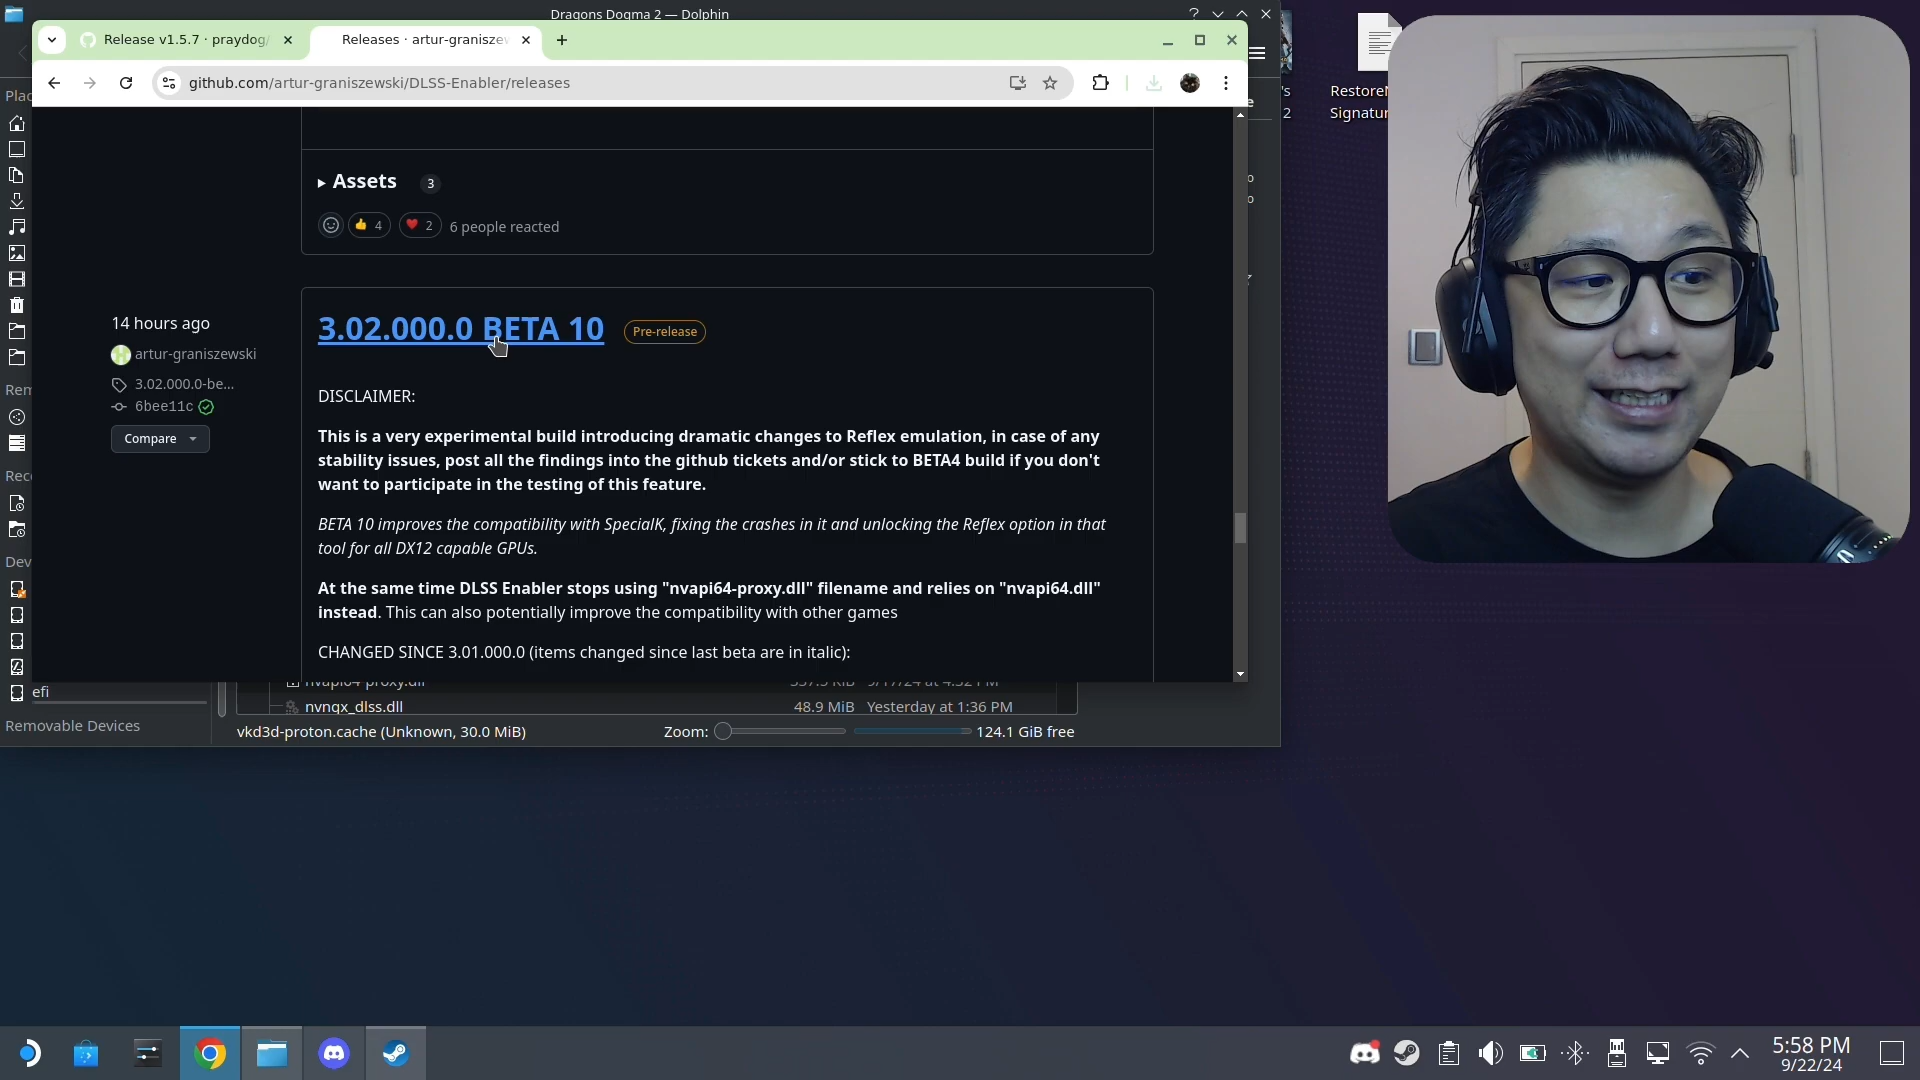 Dragons Dogma 2 — Dolphin
Release v1.5.7 · praydog/
Releases · artur-graniszew
github.com/artur-graniszewski/DLSS-Enabler/releases
Assets 3
👍 4 ❤️ 2 6 people reacted
14 hours ago
artur-graniszewski
3.02.000.0-be...
6bee11c
Compare
3.02.000.0 BETA 10 Pre-release
DISCLAIMER:
This is a very experimental build introducing dramatic changes to Reflex emulation, in case of any
stability issues, post all the findings into the github tickets and/or stick to BETA4 build if you don't
want to participate in the testing of this feature.
BETA 10 improves the compatibility with SpecialK, fixing the crashes in it and unlocking the Reflex option in that
tool for all DX12 capable GPUs.
At the same time DLSS Enabler stops using "nvapi64-proxy.dll" filename and relies on "nvapi64.dll"
instead. This can also potentially improve the compatibility with other games
CHANGED SINCE 3.01.000.0 (items changed since last beta are in italic):
Plac
Rem
Rec
Dev
efi
Removable Devices
nvngx_dlss.dll 48.9 MiB Yesterday at 1:36 PM
vkd3d-proton.cache (Unknown, 30.0 MiB) Zoom: 124.1 GiB free
's
2
Restore
Signatur
5:58 PM
9/22/24